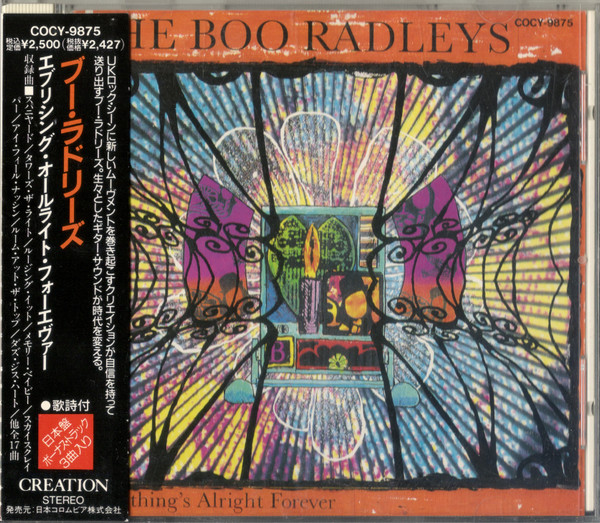 COCY-9875
税込定価¥2,500(税抜価格¥2,427)
ブー・ラドリーズ
エブリシング・オールライト・フォーエヴァー
収録曲■スパニヤード/タワーズ・ザ・ライト/ルージング・イット/メモリー・ベイビー/スカイスクレイ
パー/アイ・フィール・ナッシン/ルーム・アット・ザ・トップ/ダズ・ジス・ハート/他全17曲
UKロック・シーンに新しいムーヴメントを巻き起こすクリエイションが自信を持って
送り出すブー・ラドリーズ。生々としたギター・サウンドが時代を変える。
●歌詩付
日本盤
ボーナス・トラック
3曲入り
CREATION
STEREO
発売元:日本コロムビア株式会社
HE BOO RADLEYS
COCY-9875
B
thing's Alright Forever